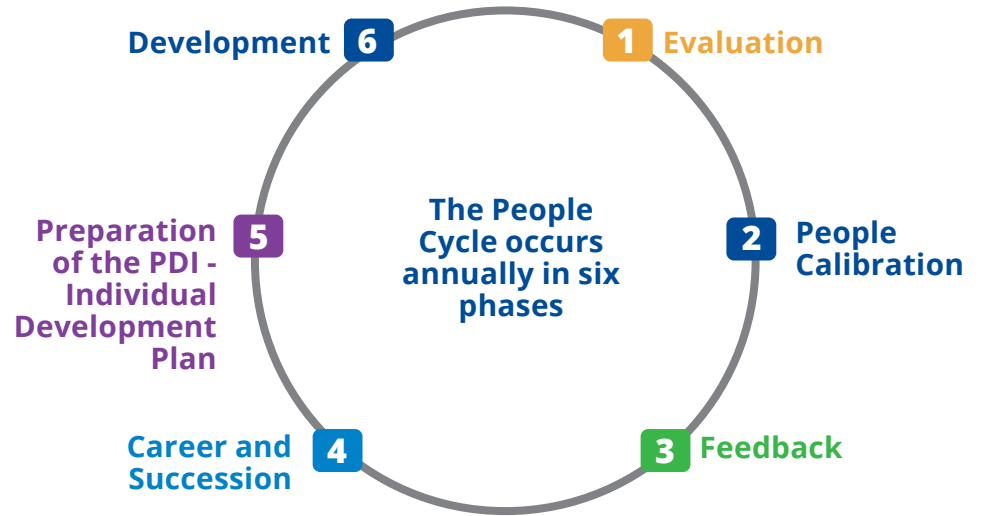 The People
Cycle occurs
annually in six
phases
1 Evaluation
2 People
Calibration
3 Feedback
4 Career and
Succession
5 Preparation
of the PDI -
Individual
Development
Plan
6 Development